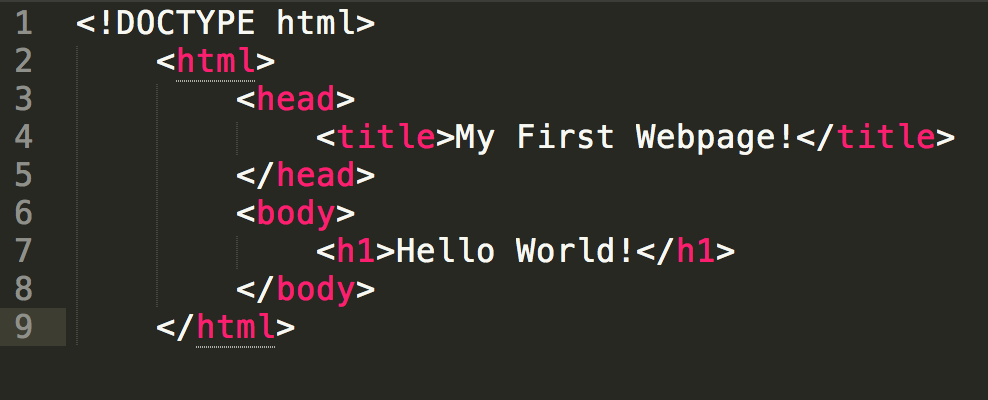 1 <!DOCTYPE html>
2 <html>
3 <head>
4 <title>My First Webpage!</title>
5 </head>
6 <body>
7 <h1>Hello World!</h1>
8 </body>
9 </html>